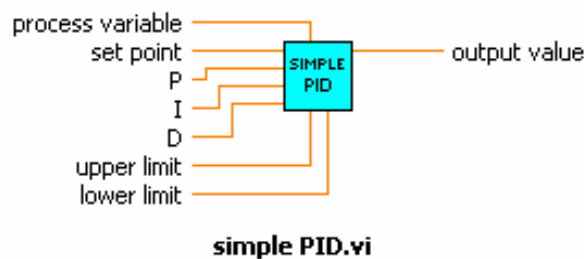 process variable
set point
P
I
D
upper limit
lower limit
SIMPLE
PID
output value
simple PID.vi